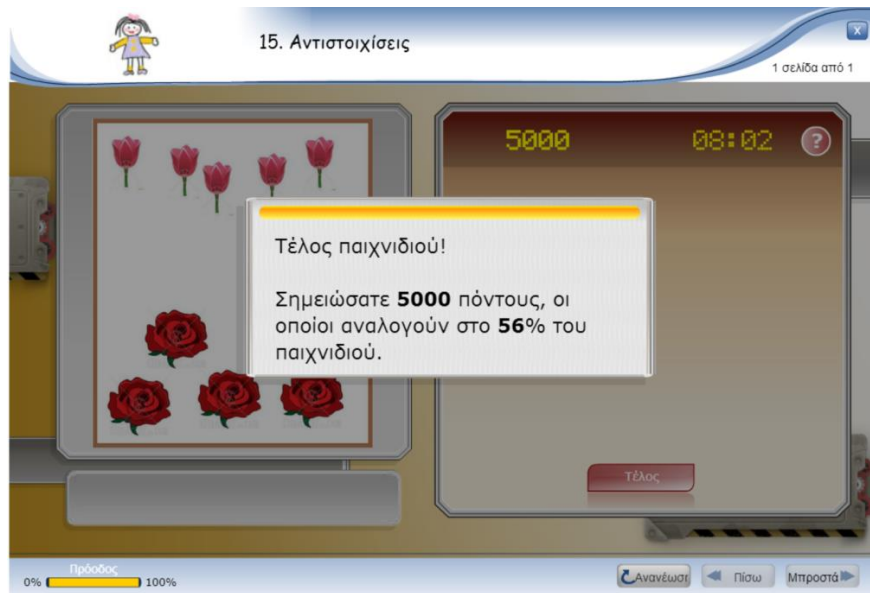 15. Αντιστοιχίσεις
x
1 σελίδα από 1
5000 08:02 ?
Τέλος παιχνιδιού!
Σημειώσατε 5000 πόντους, οι
οποίοι αναλογούν στο 56% του
παιχνιδιού.
Τέλος
Πρόοδος
0% 100%
Ανανέωση Πίσω Μπροστά